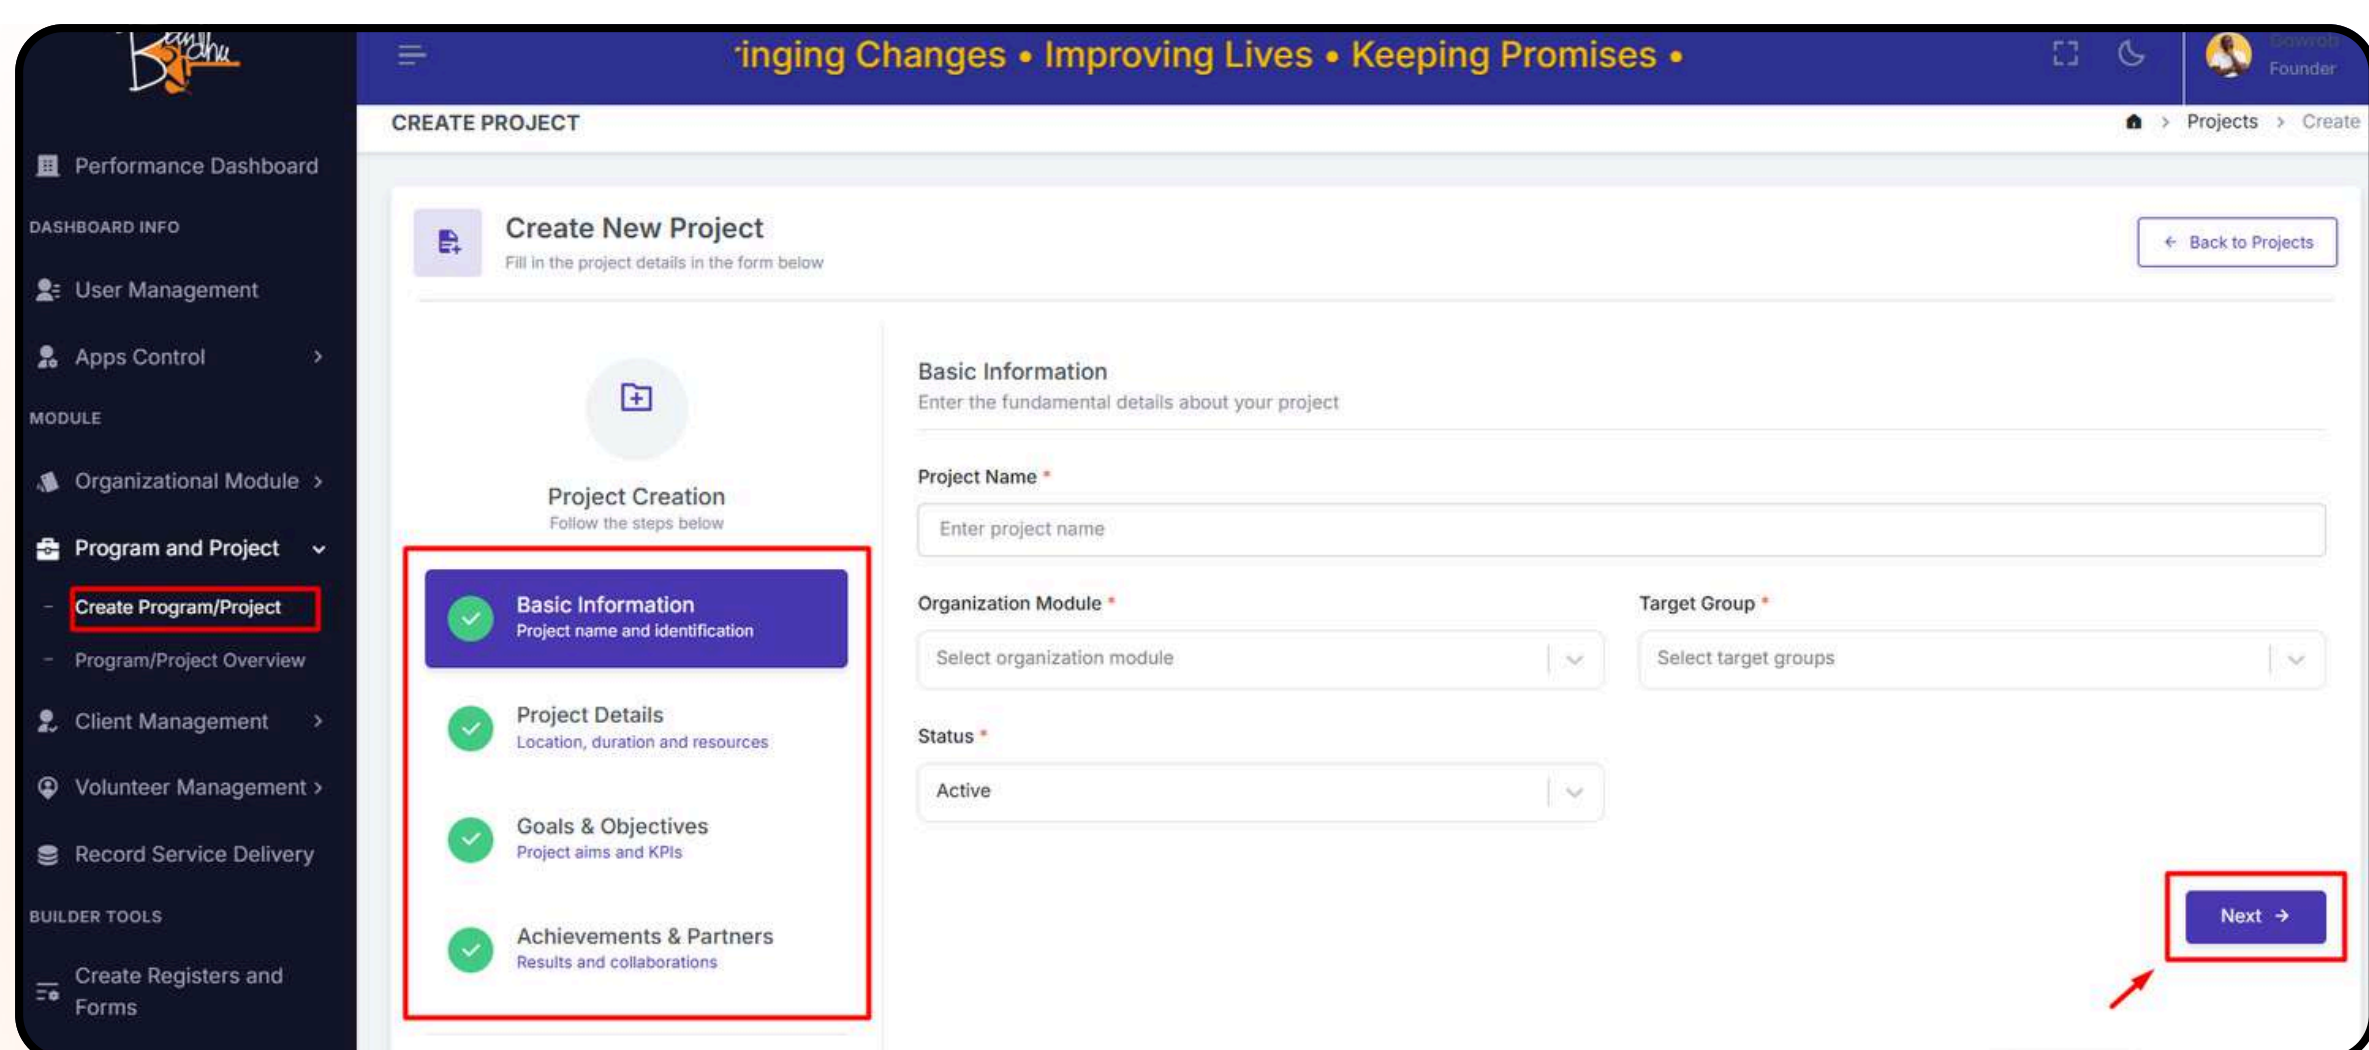 Bandhu
inging Changes • Improving Lives • Keeping Promises •
Gowrob
Founder
CREATE PROJECT
> Projects > Create
Performance Dashboard
DASHBOARD INFO
User Management
Apps Control >
MODULE
Organizational Module >
Program and Project
- Create Program/Project
- Program/Project Overview
Client Management >
Volunteer Management >
Record Service Delivery
BUILDER TOOLS
Create Registers and
Forms
Create New Project
Fill in the project details in the form below
← Back to Projects
Project Creation
Follow the steps below
Basic Information
Project name and identification
Project Details
Location, duration and resources
Goals & Objectives
Project aims and KPIs
Achievements & Partners
Results and collaborations
Basic Information
Enter the fundamental details about your project
Project Name *
Enter project name
Organization Module *
Select organization module
Target Group *
Select target groups
Status *
Active
Next →